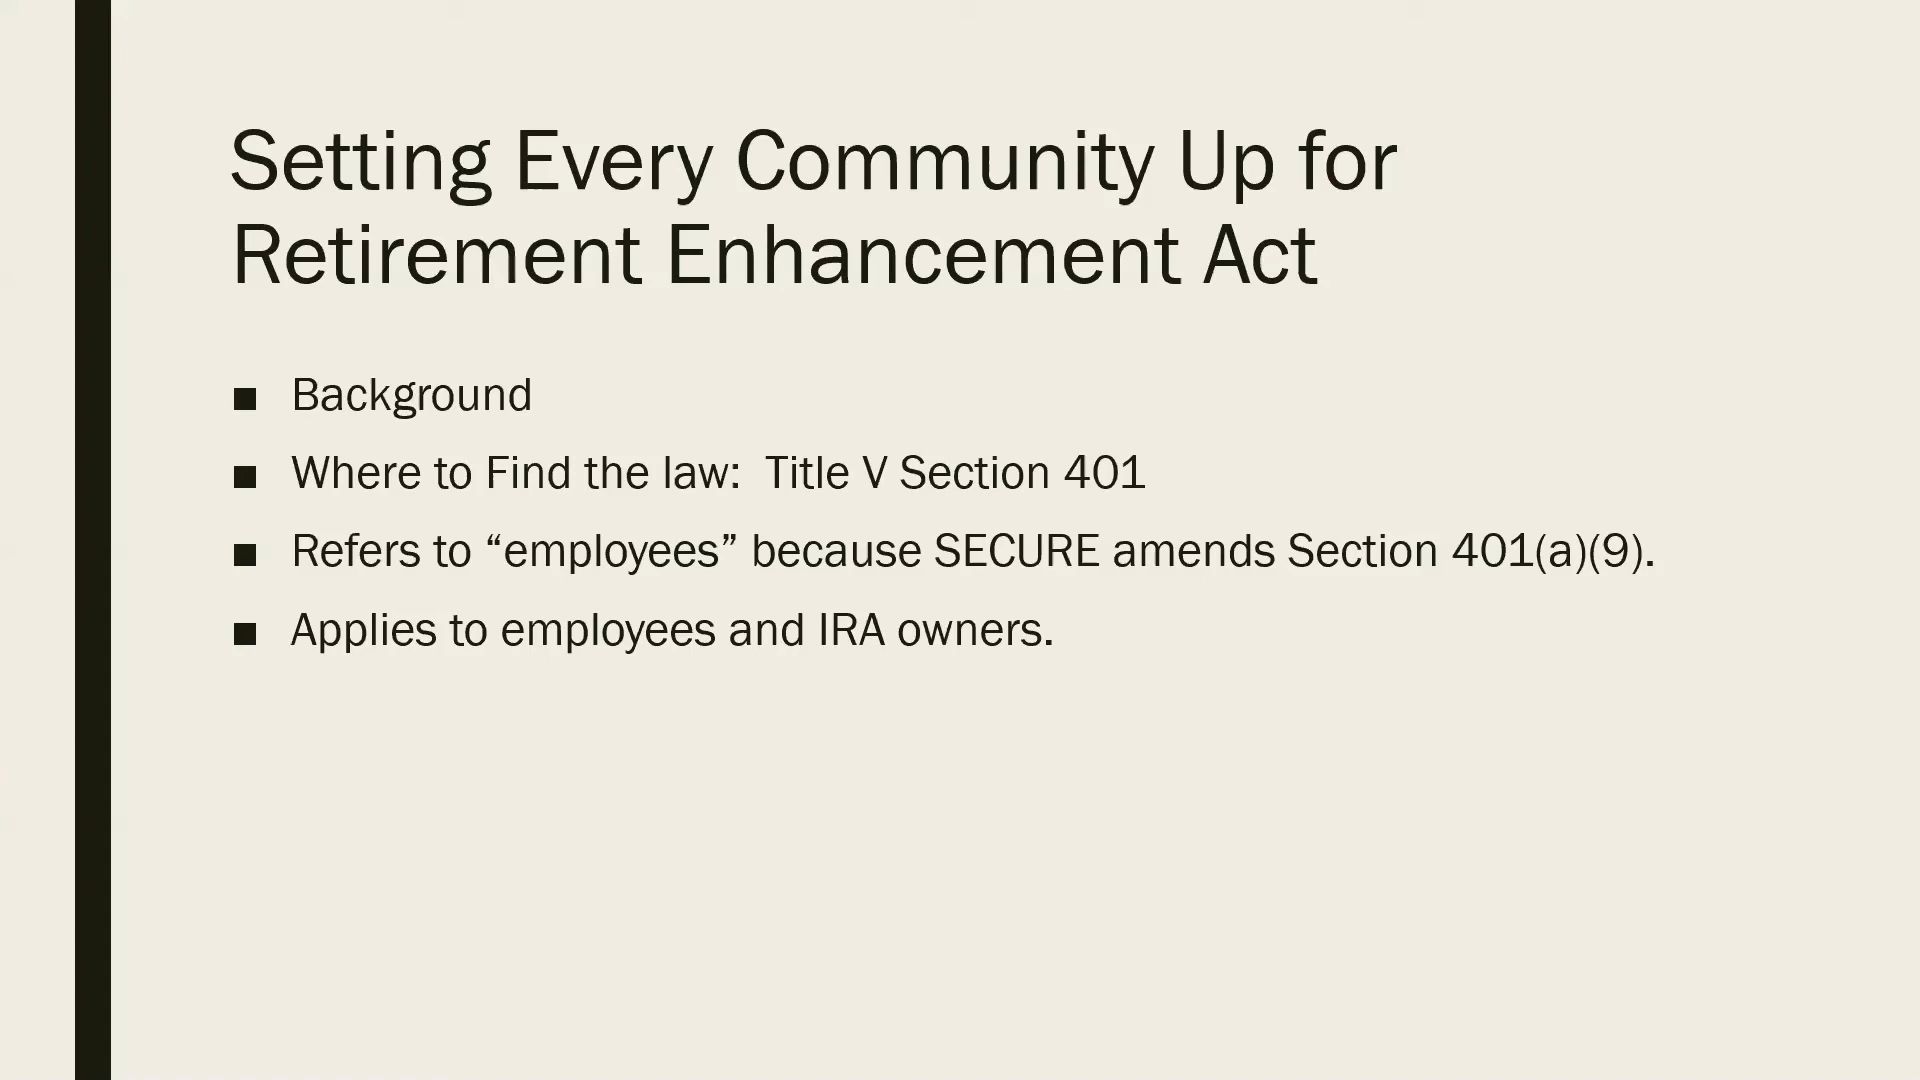 Setting Every Community Up for
Retirement Enhancement Act
■ Background
■ Where to Find the law:  Title V Section 401
■ Refers to “employees” because SECURE amends Section 401(a)(9).
■ Applies to employees and IRA owners.